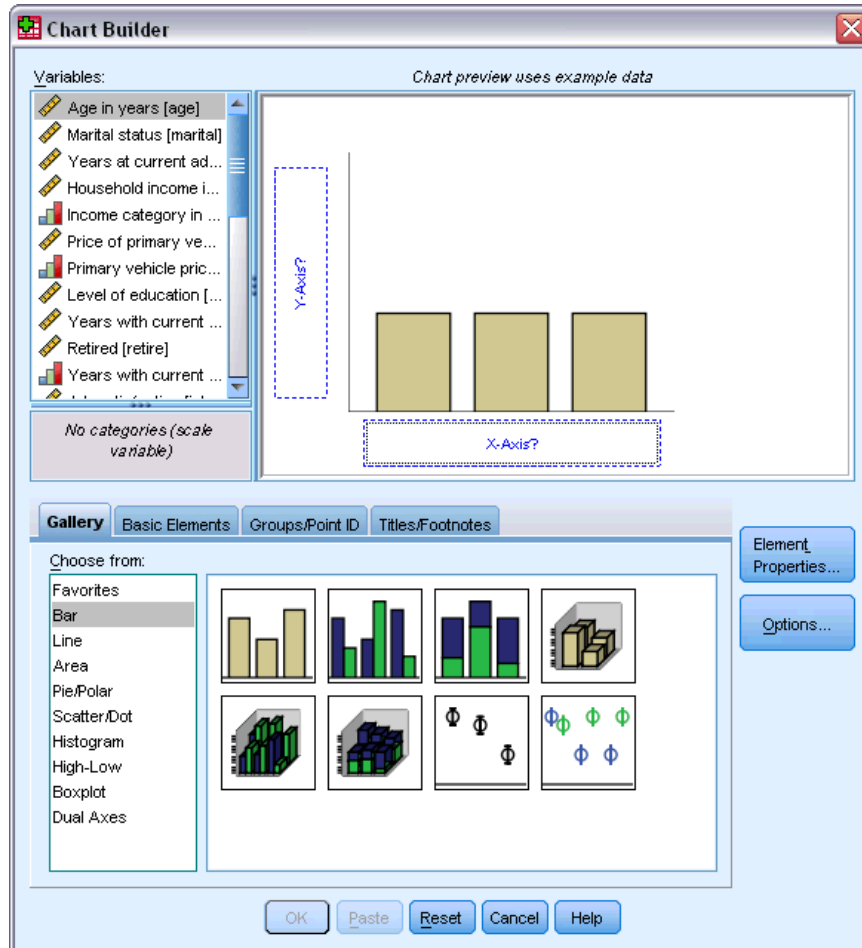 Chart Builder
Variables:
Chart preview uses example data
Age in years [age]
Marital status [marital]
Years at current ad...
Household income i...
Income category in ...
Price of primary ve...
Primary vehicle pric...
Level of education [...
Years with current ...
Retired [retire]
Years with current ...
No categories (scale
variable)
Y-Axis?
X-Axis?
Gallery
Basic Elements
Groups/Point ID
Titles/Footnotes
Choose from:
Favorites
Bar
Line
Area
Pie/Polar
Scatter/Dot
Histogram
High-Low
Boxplot
Dual Axes
Element
Properties...
Options...
OK
Paste
Reset
Cancel
Help